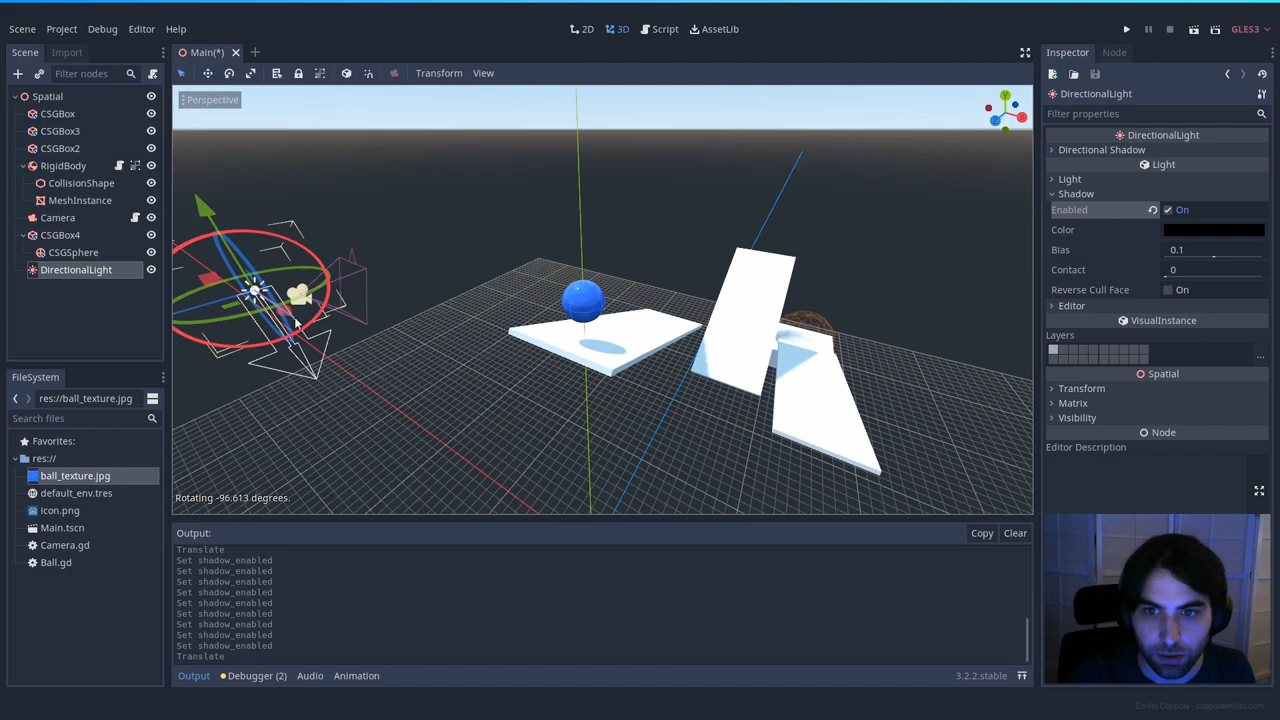 Scene Project Debug Editor Help
2D 3D Script AssetLib
GLES3
Scene Import
Main(*)
Inspector Node
Filter nodes
Transform View
DirectionalLight
Filter properties
Perspective
Y
X
Z
Spatial
CSGBox
CSGBox3
CSGBox2
RigidBody
CollisionShape
MeshInstance
Camera
CSGBox4
CSGSphere
DirectionalLight
DirectionalLight
Directional Shadow
Light
Light
Shadow
Enabled On
Color
Bias 0.1
Contact 0
Reverse Cull Face On
Editor
VisualInstance
Layers
...
Spatial
Transform
Matrix
Visibility
Node
Editor Description
FileSystem
res://ball_texture.jpg
Search files
Favorites:
res://
ball_texture.jpg
default_env.tres
icon.png
Main.tscn
Camera.gd
Ball.gd
Rotating -96.613 degrees.
Output:
Copy Clear
Translate
Set shadow_enabled
Set shadow_enabled
Set shadow_enabled
Set shadow_enabled
Set shadow_enabled
Set shadow_enabled
Set shadow_enabled
Set shadow_enabled
Set shadow_enabled
Translate
Output Debugger (2) Audio Animation
3.2.2.stable
Emilio Coppola - coppolaemilio.com